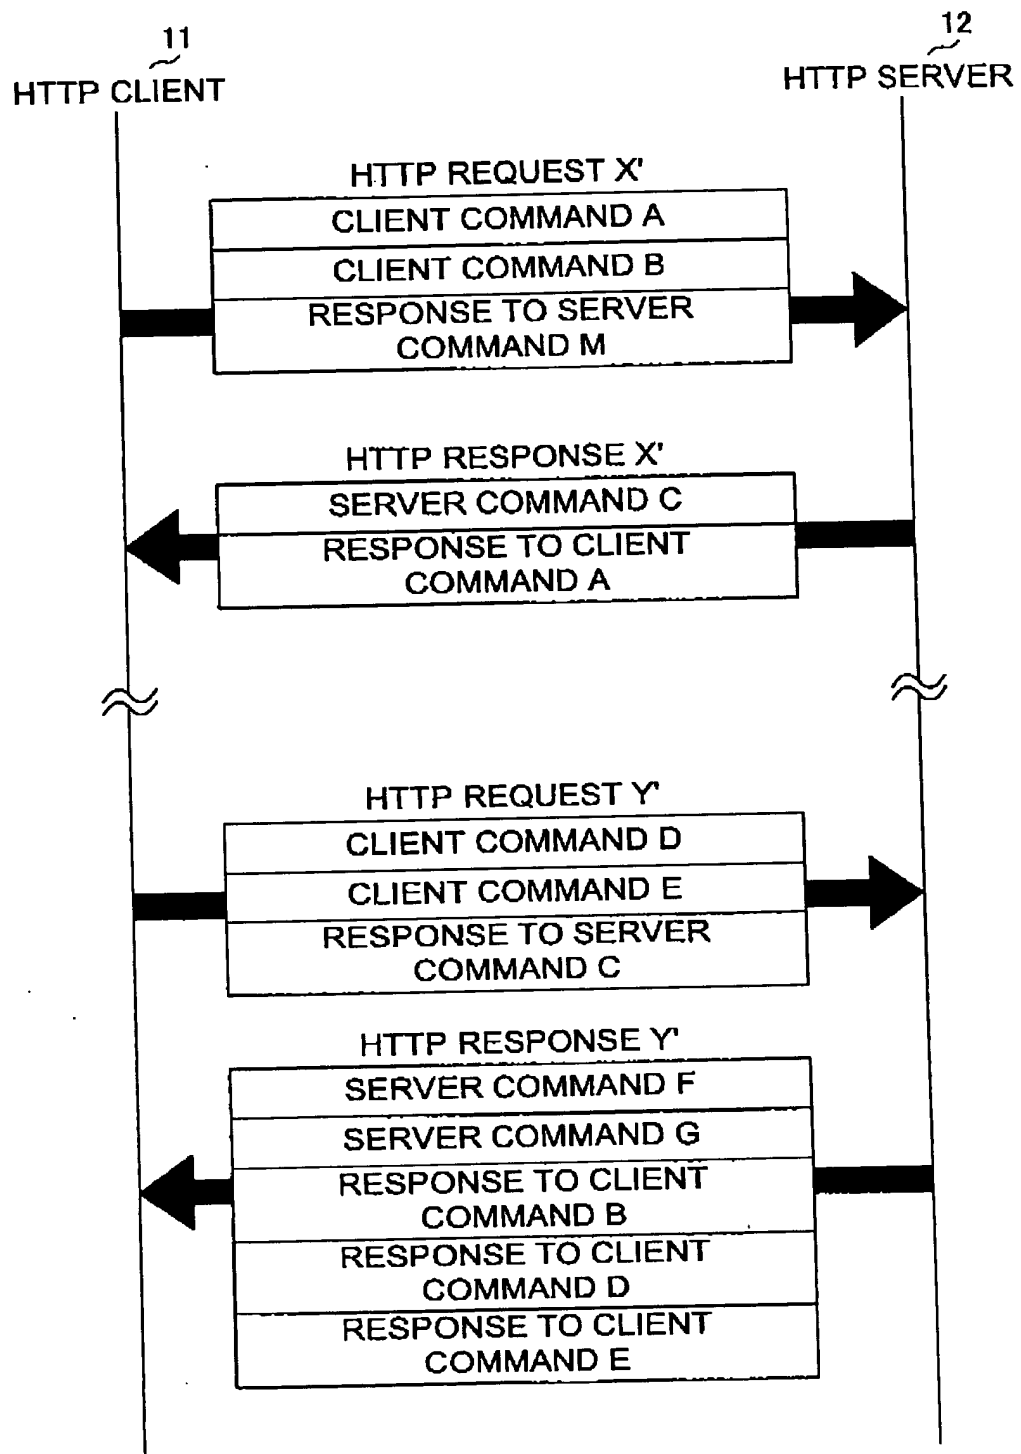 11
12
HTTP CLIENT
HTTP SERVER
HTTP REQUEST X'
CLIENT COMMAND A
CLIENT COMMAND B
RESPONSE TO SERVER
COMMAND M
HTTP RESPONSE X'
SERVER COMMAND C
RESPONSE TO CLIENT
COMMAND A
HTTP REQUEST Y'
CLIENT COMMAND D
CLIENT COMMAND E
RESPONSE TO SERVER
COMMAND C
HTTP RESPONSE Y'
SERVER COMMAND F
SERVER COMMAND G
RESPONSE TO CLIENT
COMMAND B
RESPONSE TO CLIENT
COMMAND D
RESPONSE TO CLIENT
COMMAND E